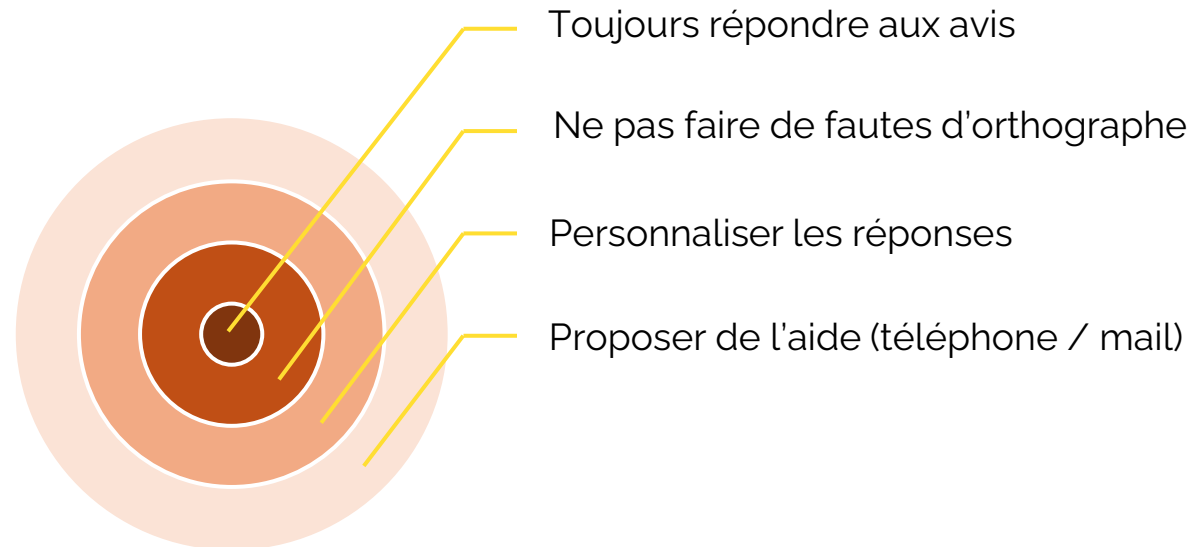 Toujours répondre aux avis
Ne pas faire de fautes d’orthographe
Personnaliser les réponses
Proposer de l’aide (téléphone / mail)